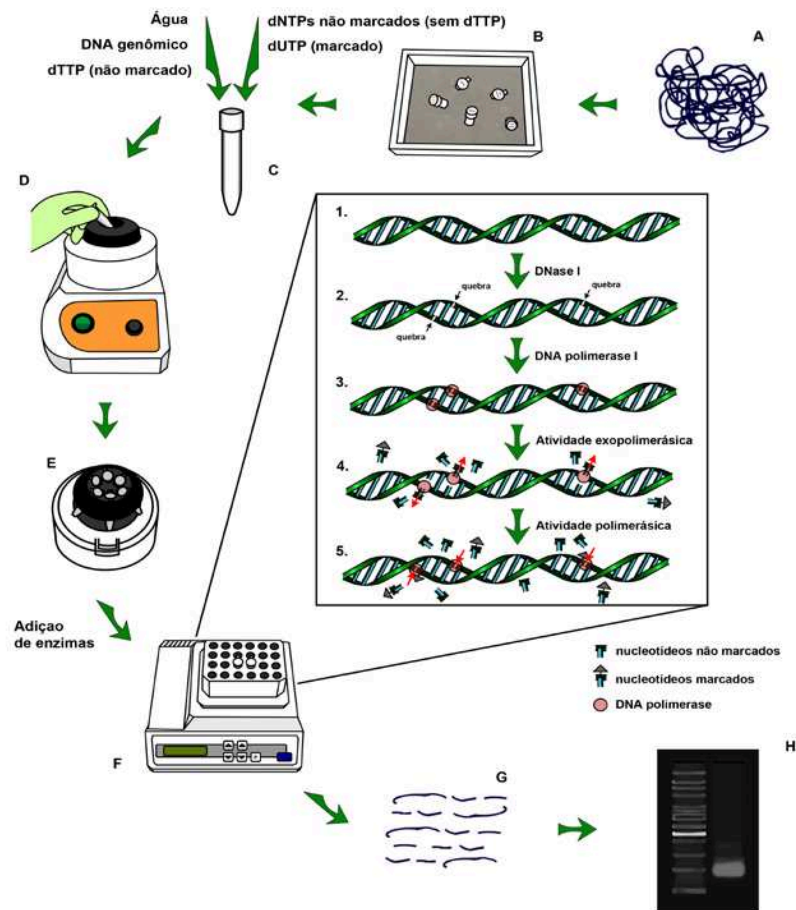 Água
DNA genômico
dTTP (não marcado)
dNTPs não marcados (sem dTTP)
dUTP (marcado)
B
A
C
D
1.
DNase I
2.
quebra
quebra
quebra
DNA polimerase I
3.
Atividade exopolimerásica
4.
Atividade polimerásica
5.
E
Adiçao
de enzimas
nucleotídeos não marcados
nucleotídeos marcados
DNA polimerase
F
G
H